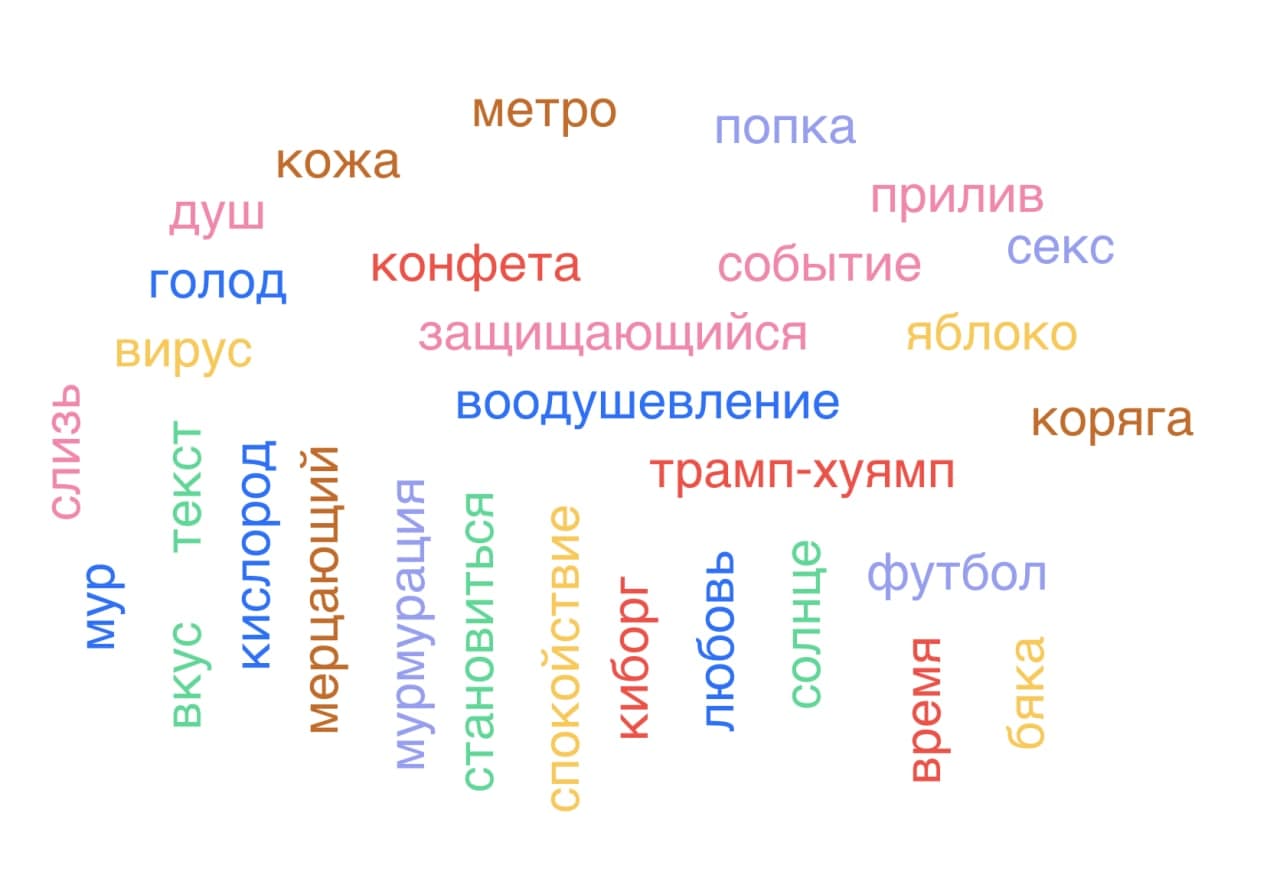 метро
попка
кожа
прилив
душ
секс
конфета
событие
голод
защищающийся
яблоко
вирус
воодушевление
коряга
трамп-хуямп
слизь
текст
кислород
мерцающий
мурмурация
становиться
спокойствие
киборг
любовь
солнце
футбол
мур
вкус
время
бяка